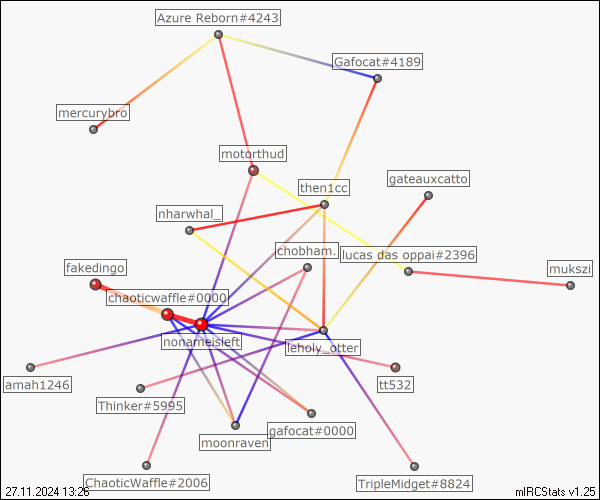 Azure Reborn#4243
Gafocat#4189
mercurybro
motorthud
gateauxcatto
then1cc
nharwhal_
chobham.
lucas das oppai#2396
fakedingo
mukszi
chaoticwaffle#0000
nonameisleft
leholy_otter
amah1246
tt532
Thinker#5995
gafocat#0000
moonraven
ChaoticWaffle#2006
TripleMidget#8824
27.11.2024 13:26
mIRCStats v1.25